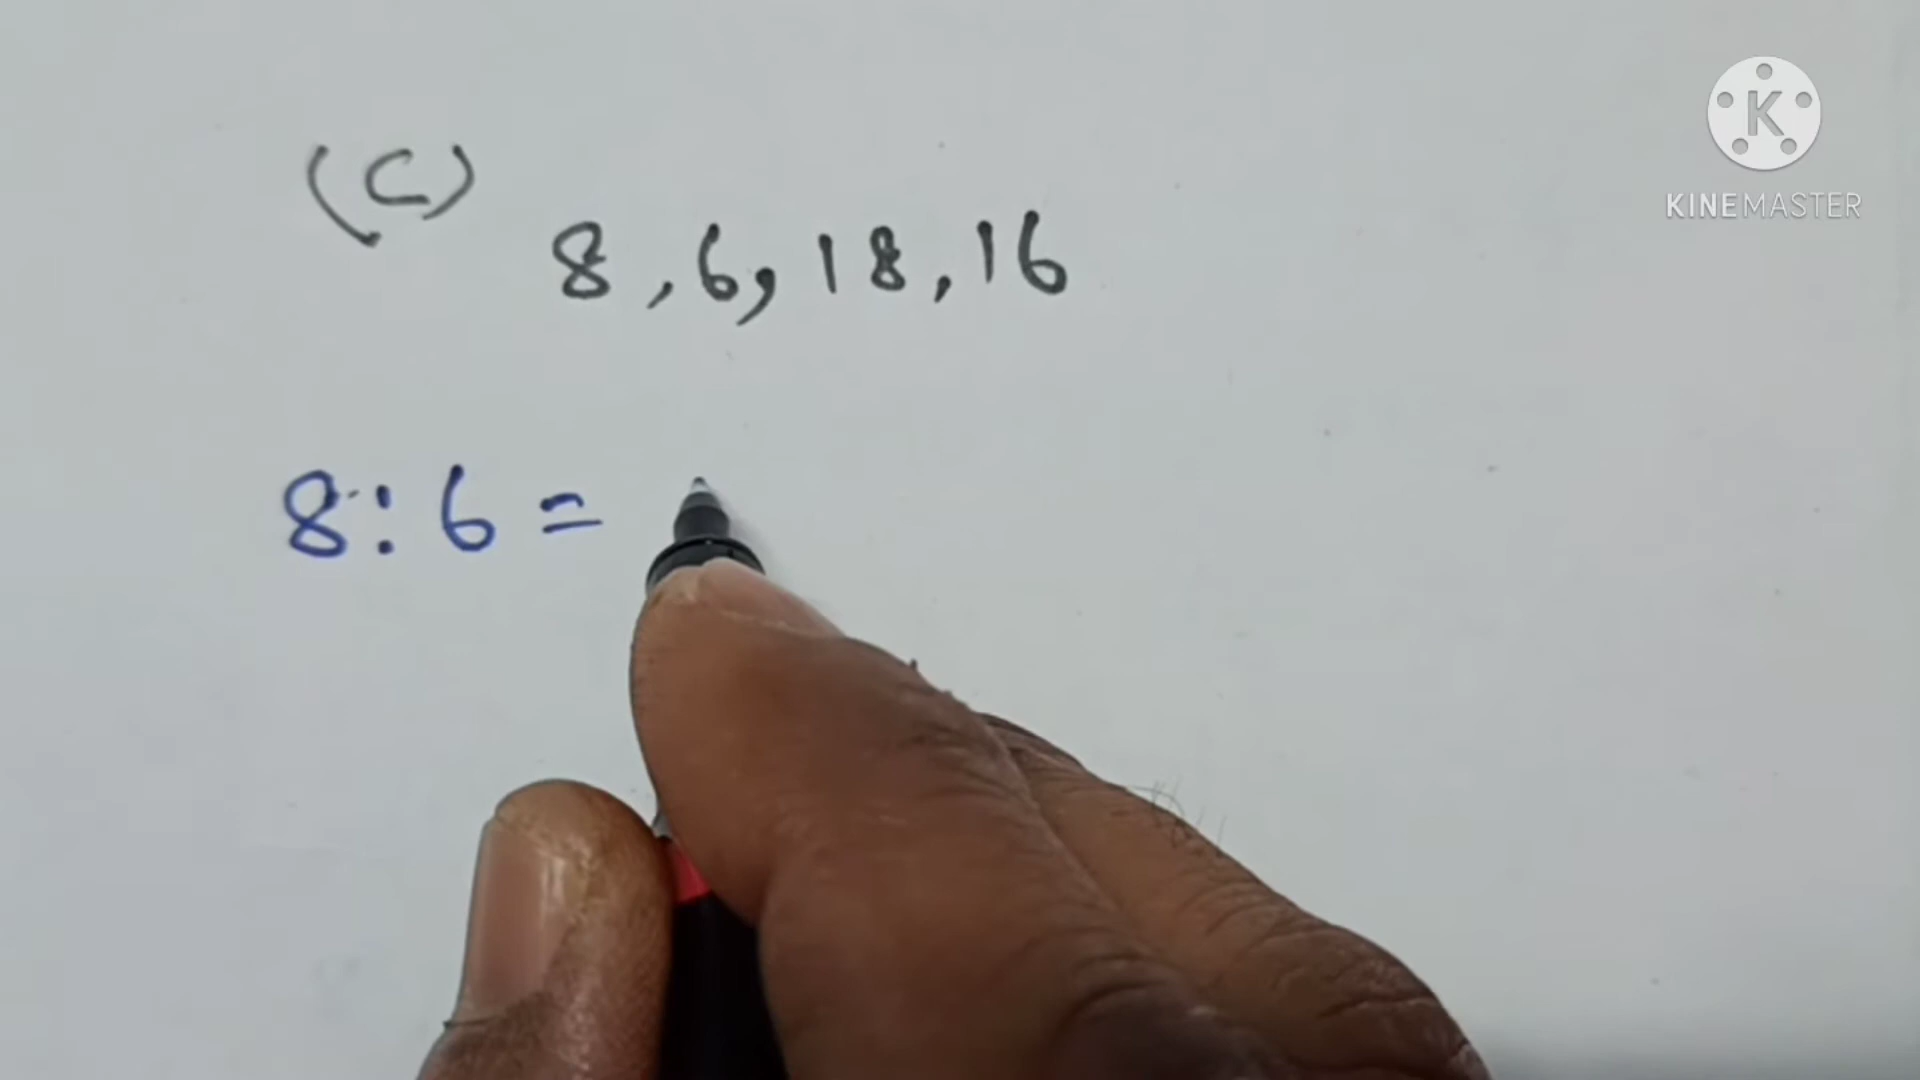 (C)
8, 6, 18, 16
8 : 6 =
K
KINEMASTER